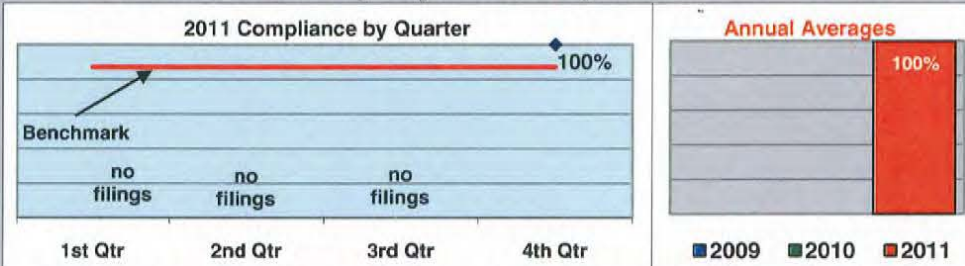 2011 Compliance by Quarter
100%
Benchmark
no
filings
no
filings
no
filings
1st Qtr
2nd Qtr
3rd Qtr
4th Qtr
Annual Averages
100%
2009
2010
2011